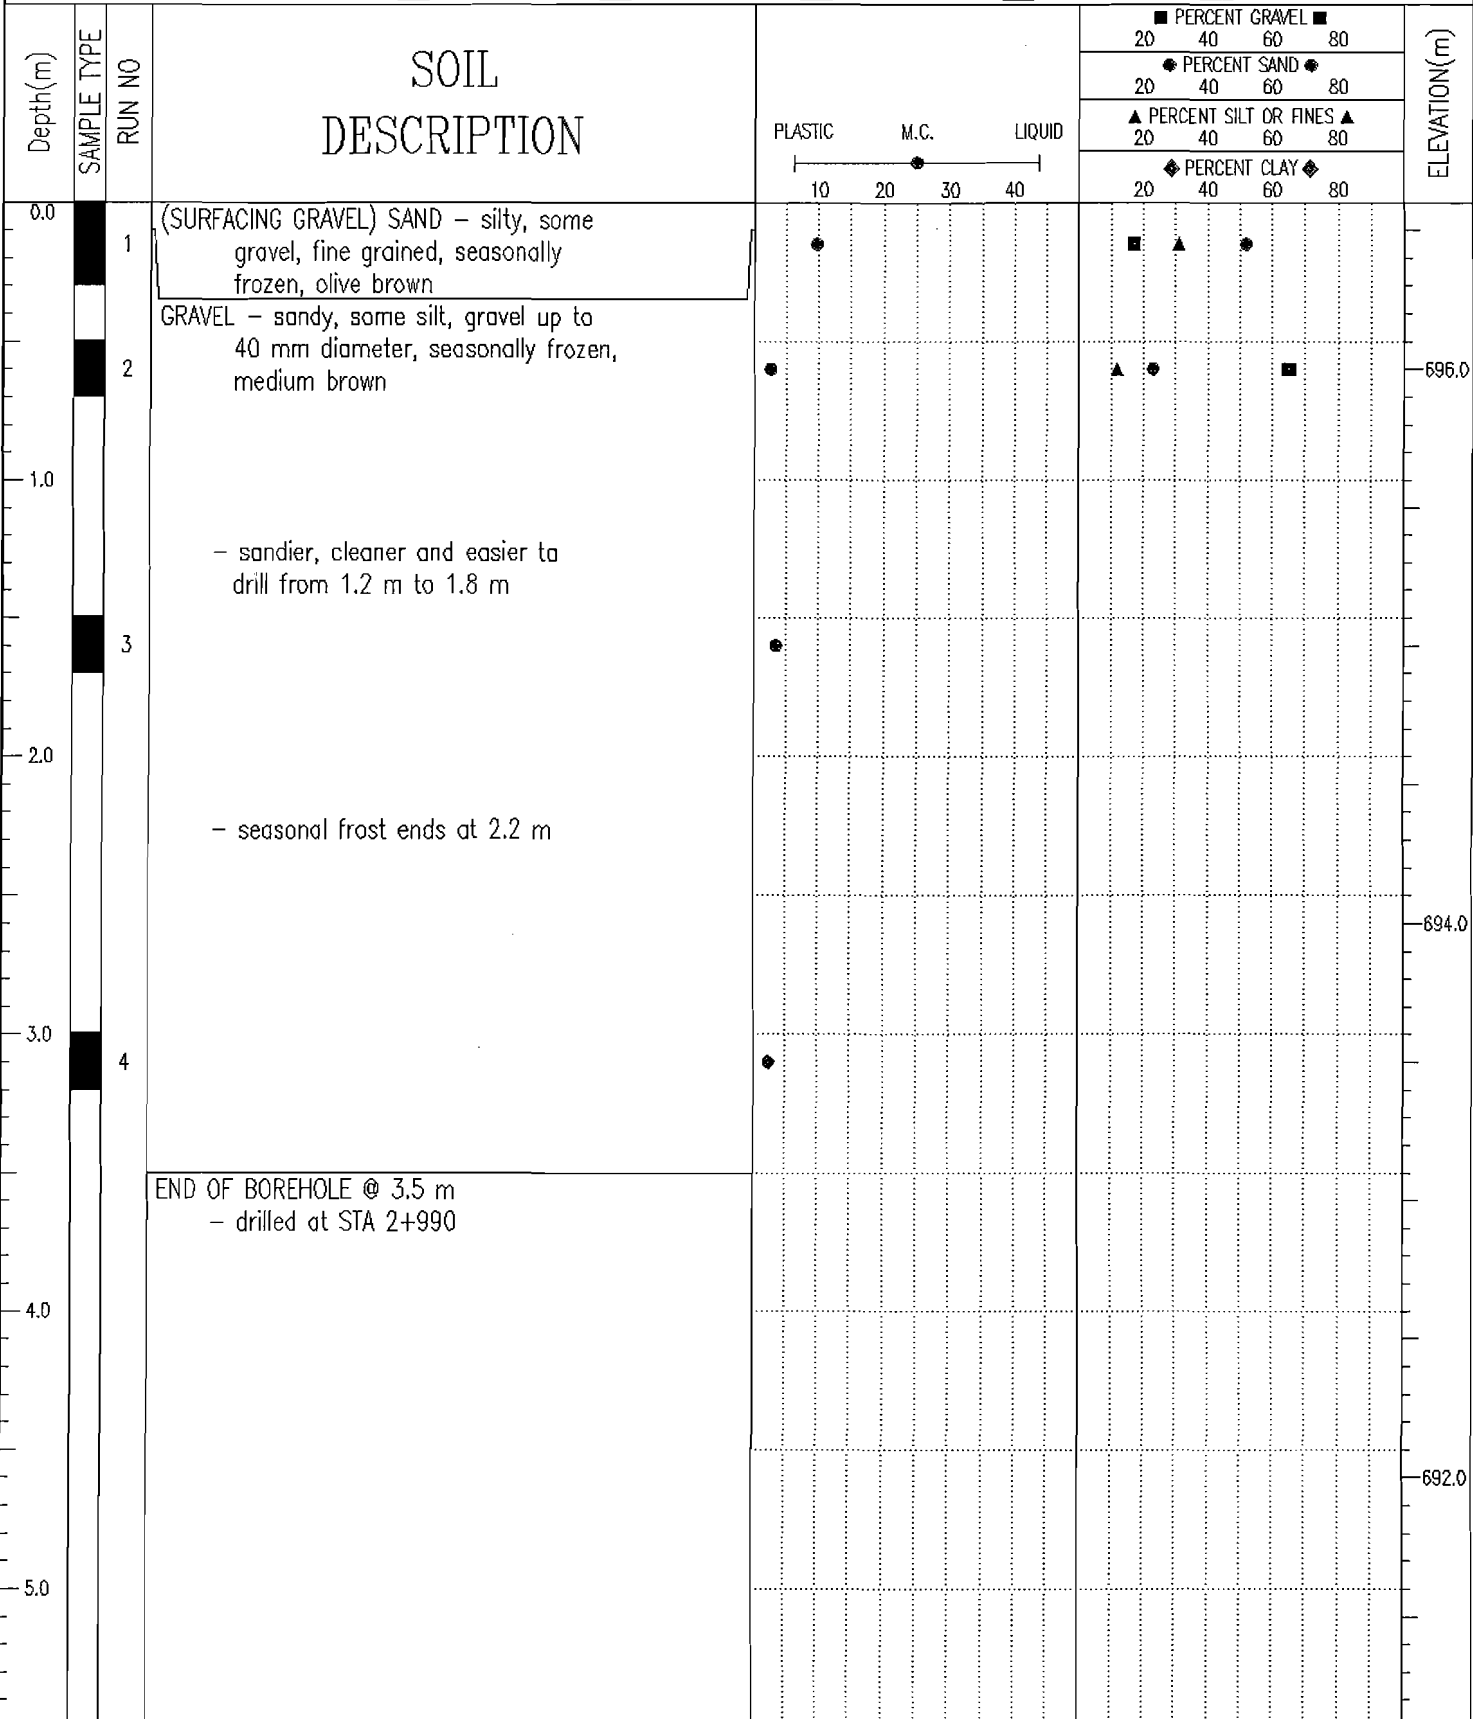 Depth(m)
SAMPLE TYPE
RUN NO
SOIL
DESCRIPTION
PLASTIC M.C. LIQUID
10 20 30 40
■ PERCENT GRAVEL ■
20 40 60 80
● PERCENT SAND ●
20 40 60 80
▲ PERCENT SILT OR FINES ▲
20 40 60 80
◆ PERCENT CLAY ◆
20 40 60 80
ELEVATION(m)
0.0
1
(SURFACING GRAVEL) SAND – silty, some
gravel, fine grained, seasonally
frozen, olive brown
GRAVEL – sandy, some silt, gravel up to
40 mm diameter, seasonally frozen,
medium brown
2
696.0
1.0
– sandier, cleaner and easier to
drill from 1.2 m to 1.8 m
3
2.0
– seasonal frost ends at 2.2 m
694.0
3.0
4
END OF BOREHOLE @ 3.5 m
– drilled at STA 2+990
4.0
692.0
5.0